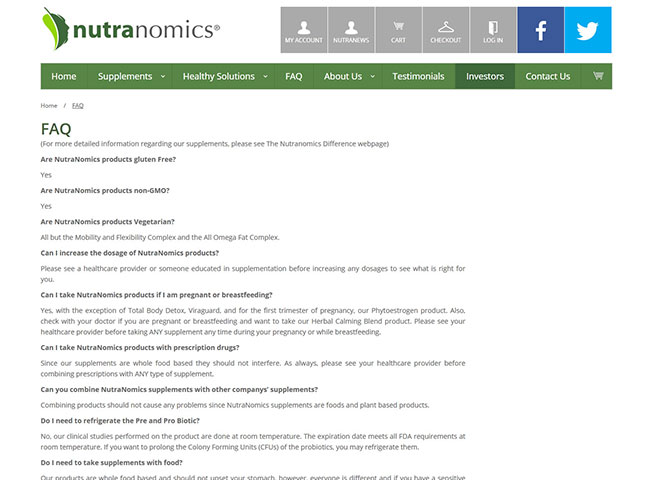 nutranomics®
MY ACCOUNT
NUTRANEWS
CART
CHECKOUT
LOG IN
Home
Supplements
Healthy Solutions
FAQ
About Us
Testimonials
Investors
Contact Us
Home / FAQ
FAQ
(For more detailed information regarding our supplements, please see The Nutranomics Difference webpage)
Are NutraNomics products gluten Free?
Yes
Are NutraNomics products non-GMO?
Yes
Are NutraNomics products Vegetarian?
All but the Mobility and Flexibility Complex and the All Omega Fat Complex.
Can I increase the dosage of NutraNomics products?
Please see a healthcare provider or someone educated in supplementation before increasing any dosages to see what is right for
you.
Can I take NutraNomics products if I am pregnant or breastfeeding?
Yes, with the exception of Total Body Detox, Viraguard, and for the first trimester of pregnancy, our Phytoestrogen product. Also,
check with your doctor if you are pregnant or breastfeeding and want to take our Herbal Calming Blend product. Please see your
healthcare provider before taking ANY supplement any time during your pregnancy or while breastfeeding.
Can I take NutraNomics products with prescription drugs?
Since our supplements are whole food based they should not interfere. As always, please see your healthcare provider before
combining prescriptions with ANY type of supplement.
Can you combine NutraNomics supplements with other companys' supplements?
Combining products should not cause any problems since NutraNomics supplements are foods and plant based products.
Do I need to refrigerate the Pre and Pro Biotic?
No, our clinical studies performed on the product are done at room temperature. The expiration date meets all FDA requirements at
room temperature. If you want to prolong the Colony Forming Units (CFUs) of the probiotics, you may refrigerate them.
Do I need to take supplements with food?
Our products are whole food based and should not upset your stomach, however, everyone is different and if you have a sensitive